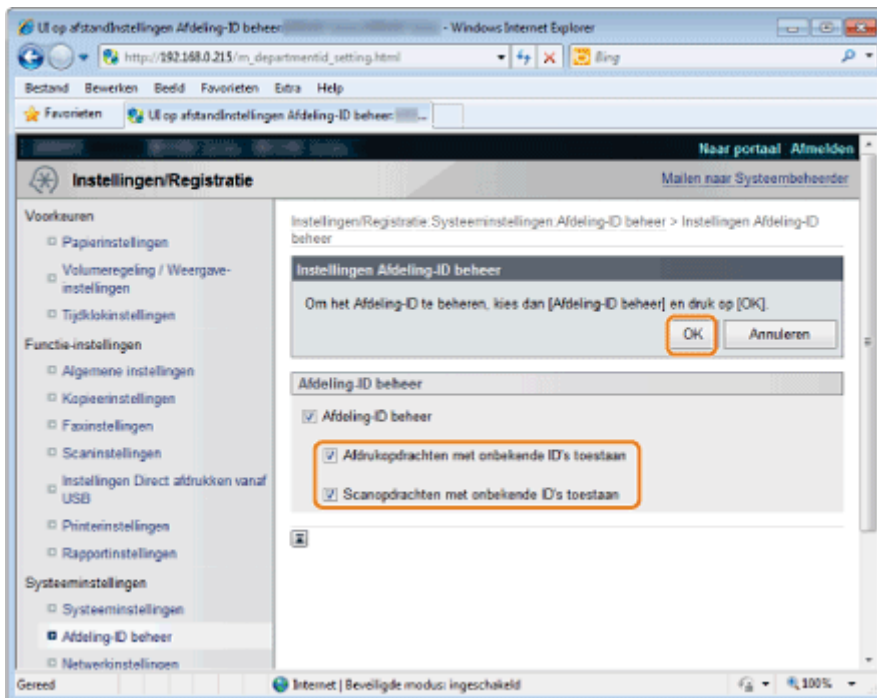 UI op afstandInstellingen Afdeling-ID beheer - Windows Internet Explorer
http://192.168.0.215/m_departmentid_setting.html
Bing
Bestand Bewerken Beeld Favorieten Extra Help
Favorieten
UI op afstandInstellingen Afdeling-ID beheer: ...
Naar portaal Afmelden
Instellingen/Registratie
Mailen naar Systeembeheerder
Voorkeuren
Papierinstellingen
Volumeregeling / Weergave-
instellingen
Tijdklokinstellingen
Functie-instellingen
Algemene instellingen
Kopieerinstellingen
Faxinstellingen
Scaninstellingen
Instellingen Direct afdrukken vanaf
USB
Printerinstellingen
Rapportinstellingen
Systeeminstellingen
Systeeminstellingen
Afdeling-ID beheer
Netwerkinstellingen
Instellingen/Registratie:Systeeminstellingen:Afdeling-ID beheer > Instellingen Afdeling-ID
beheer
Instellingen Afdeling-ID beheer
Om het Afdeling-ID te beheren, kies dan [Afdeling-ID beheer] en druk op [OK].
OK Annuleren
Afdeling-ID beheer
Afdeling-ID beheer
Afdrukopdrachten met onbekende ID's toestaan
Scanopdrachten met onbekende ID's toestaan
Gereed
Internet | Beveiligde modus: ingeschakeld
100%